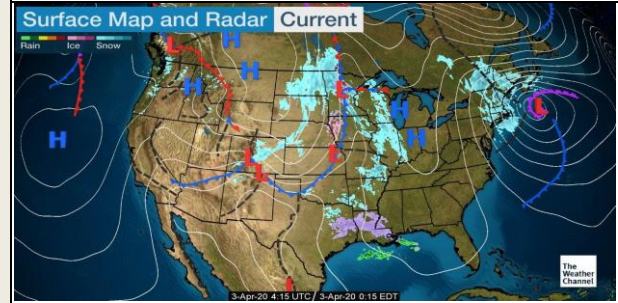 Surface Map and Radar Current
Rain Ice Snow
L H
H
H
H H
L
H
H
L
L
L
L
L
The
Weather
Channel
3-Apr-20 4:15 UTC / 3-Apr-20 0:15 EDT